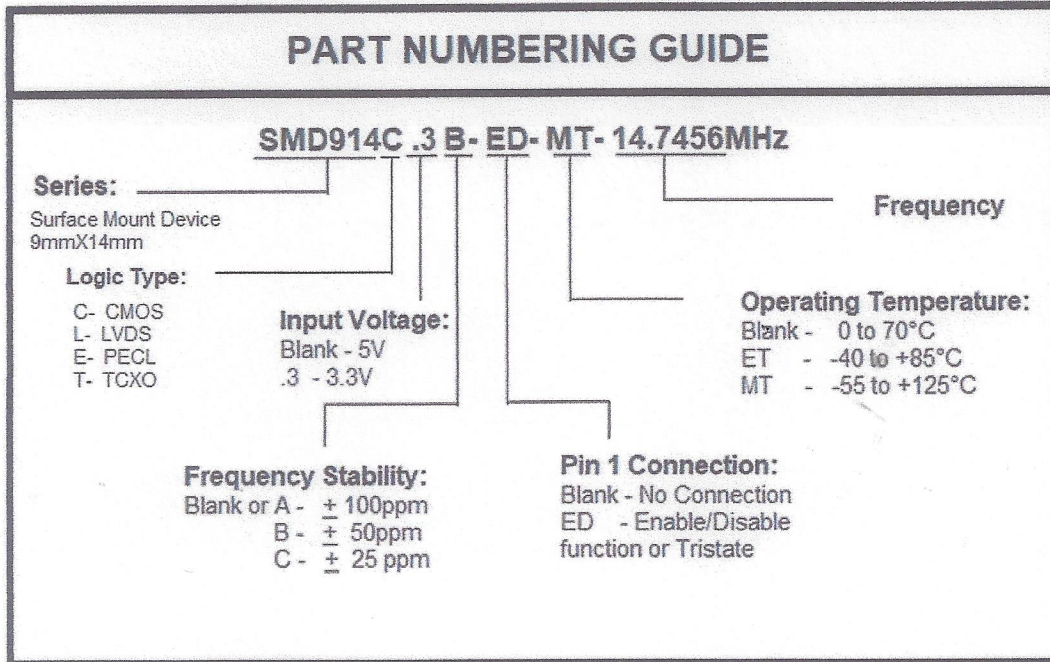 PART NUMBERING GUIDE
SMD914C .3 B- ED- MT- 14.7456MHz
Series:
Surface Mount Device
9mmX14mm
Frequency
Logic Type:
C- CMOS
L- LVDS
E- PECL
T- TCXO
Input Voltage:
Blank - 5V
.3 - 3.3V
Operating Temperature:
Blank - 0 to 70°C
ET - -40 to +85°C
MT - -55 to +125°C
Frequency Stability:
Blank or A - ± 100ppm
B - ± 50ppm
C - ± 25 ppm
Pin 1 Connection:
Blank - No Connection
ED - Enable/Disable
function or Tristate